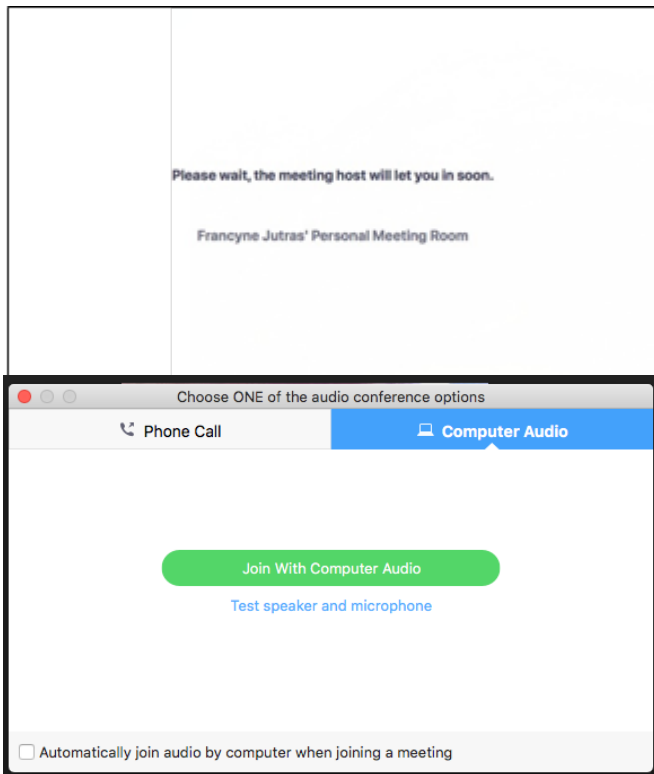 Please wait, the meeting host will let you in soon.
Francyne Jutras' Personal Meeting Room
Choose ONE of the audio conference options
Phone Call
Computer Audio
Join With Computer Audio
Test speaker and microphone
Automatically join audio by computer when joining a meeting